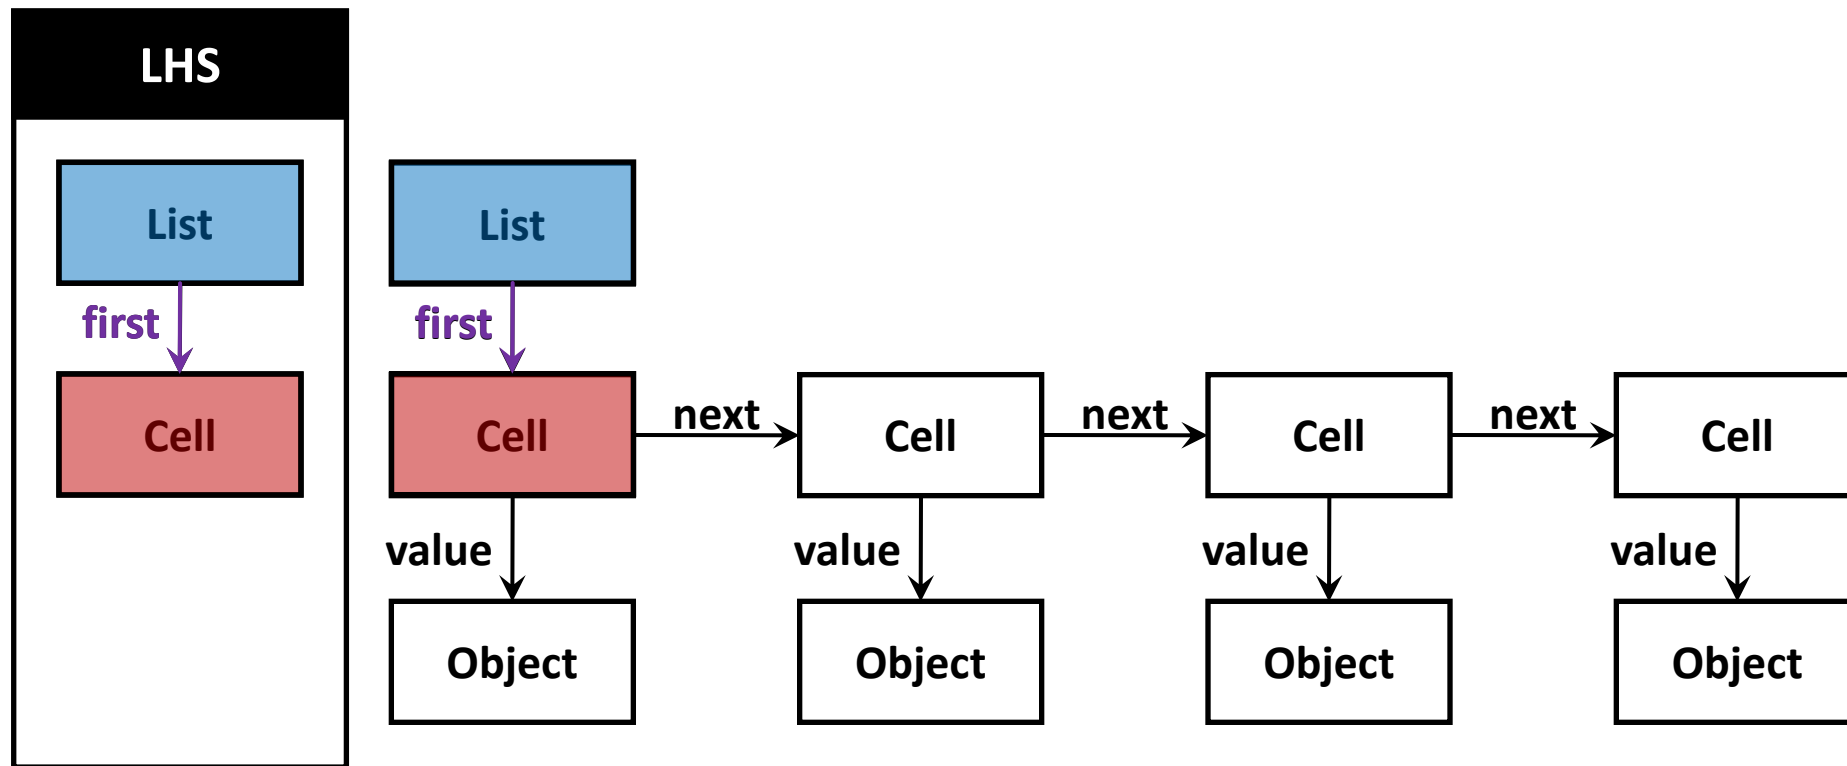 LHS
List
List
first
first
Cell
Cell
next
Cell
next
Cell
next
Cell
value
value
value
value
Object
Object
Object
Object